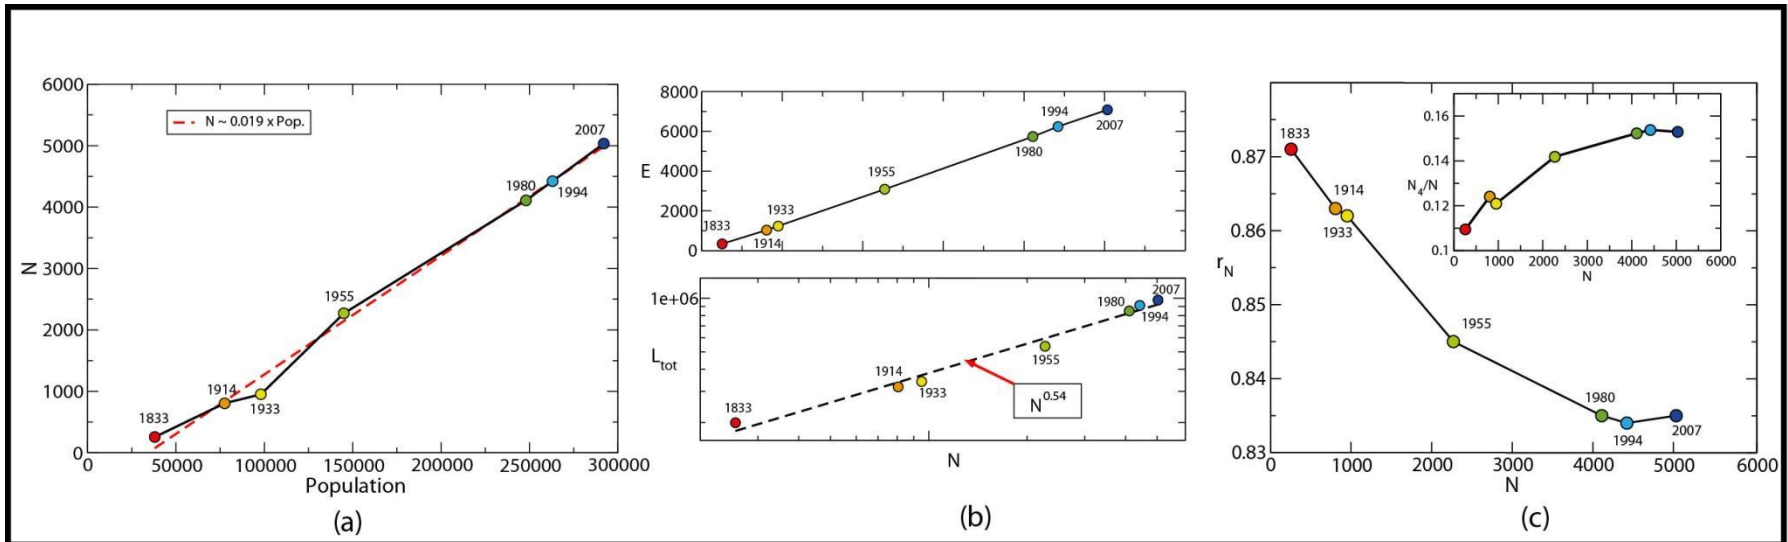 6000
5000
4000
3000
2000
1000
0
N
N ~ 0.019 x Pop.
1833
1914
1933
1955
1980
1994
2007
0 50000 100000 150000 200000 250000 300000
Population
(a)
8000
6000
4000
2000
0
E
1833
1914
1933
1955
1980
1994
2007
1e+06
L_tot
1833
1914
1933
1955
1980
1994
2007
N^0.54
N
(b)
0.87
0.86
0.85
0.84
0.83
r_N
1833
1914
1933
1955
1980
1994
2007
0 1000 2000 3000 4000 5000 6000
N
0.16
0.14
0.12
0.1
N_4/N
0 1000 2000 3000 4000 5000 6000
N
(c)